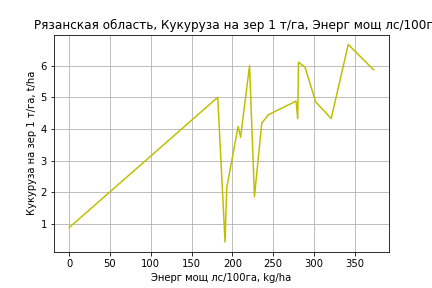 Рязанская область, Кукуруза на зер 1 т/га, Энерг мощ лс/100г
Кукуруза на зер 1 т/га, t/ha
6
5
4
3
2
1
0 50 100 150 200 250 300 350
Энерг мощ лс/100га, kg/ha